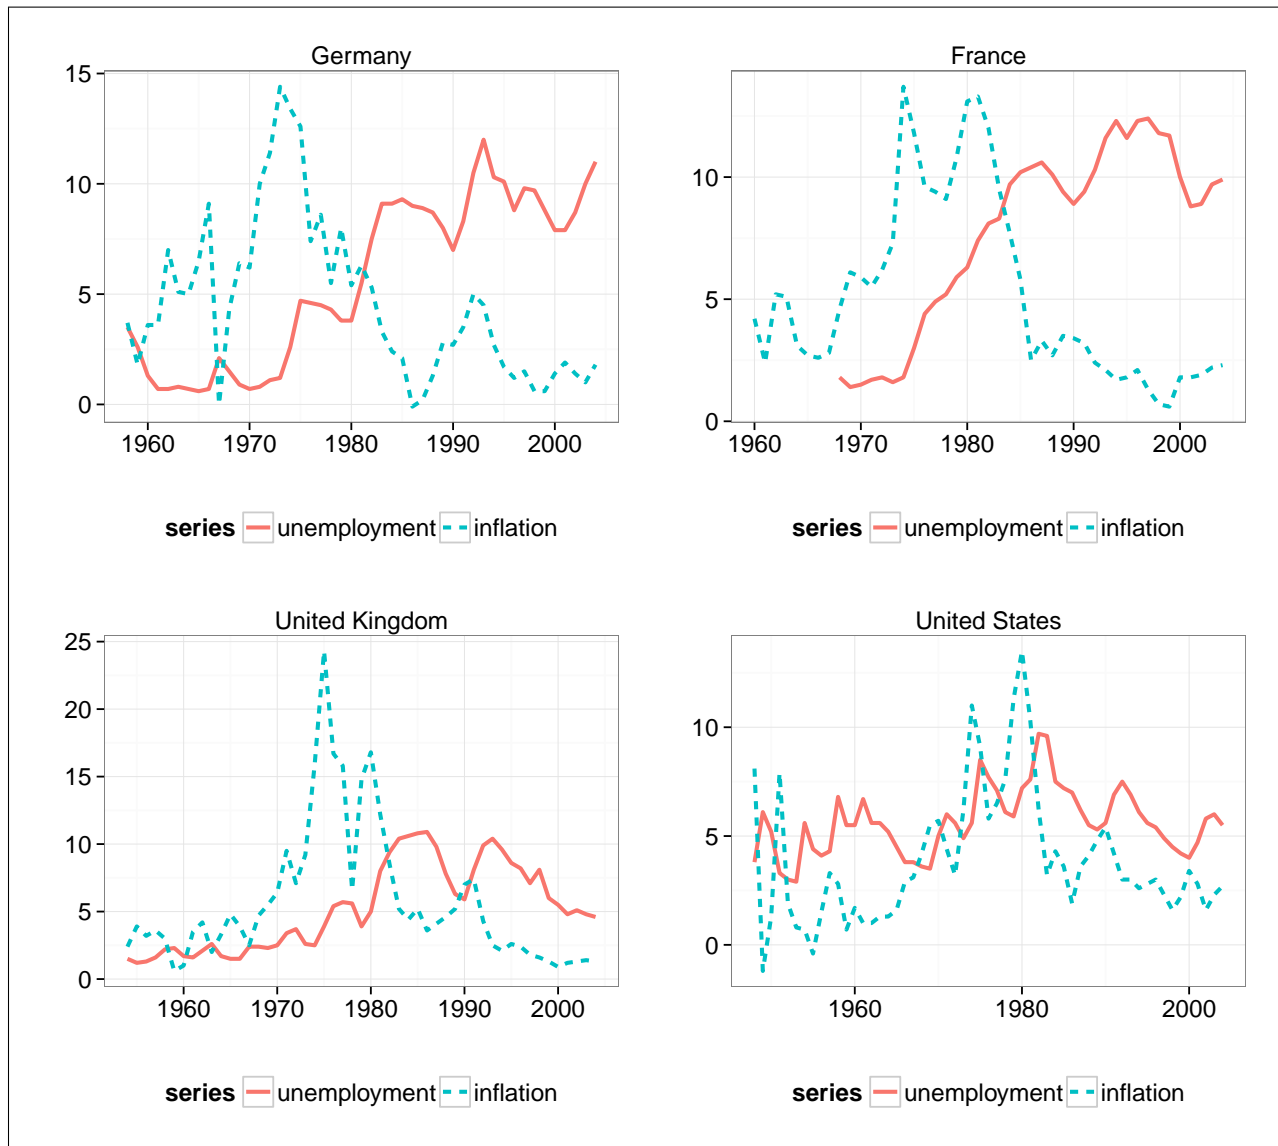 Germany
15
10
5
0
1960 1970 1980 1990 2000
series unemployment inflation
France
10
5
0
1960 1970 1980 1990 2000
series unemployment inflation
United Kingdom
25
20
15
10
5
0
1960 1970 1980 1990 2000
series unemployment inflation
United States
10
5
0
1960 1980 2000
series unemployment inflation